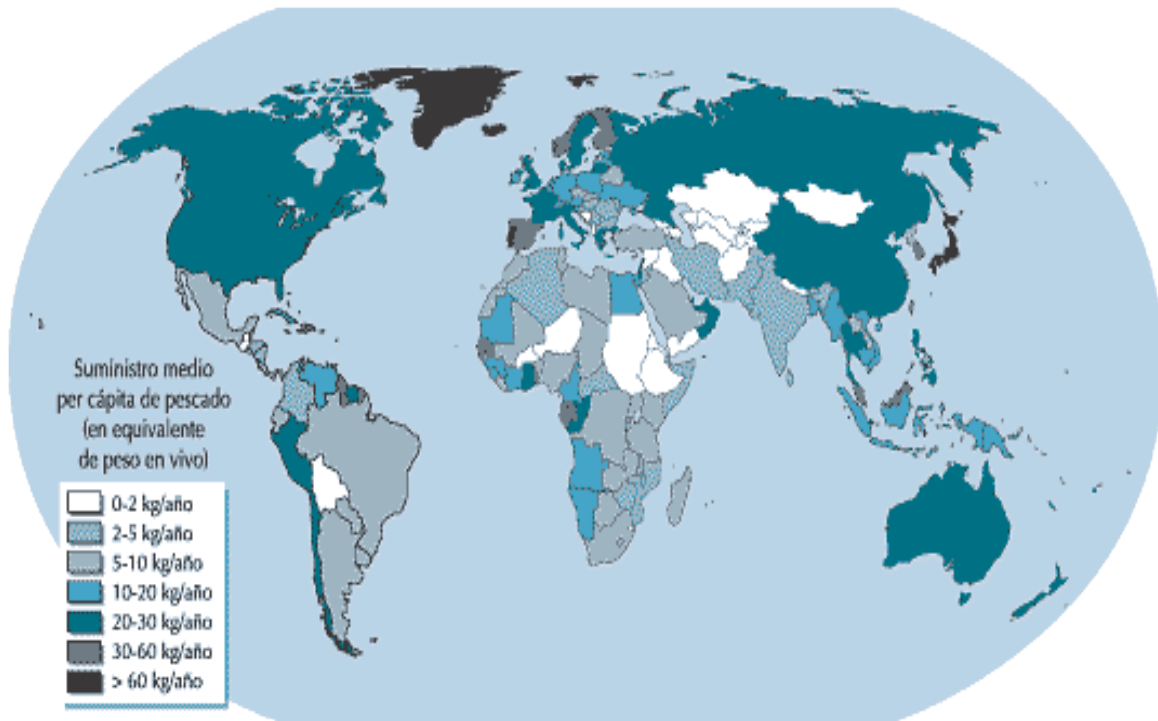 Suministro medio
per cápita de pescado
(en equivalente
de peso en vivo)
0-2 kg/año
2-5 kg/año
5-10 kg/año
10-20 kg/año
20-30 kg/año
30-60 kg/año
> 60 kg/año